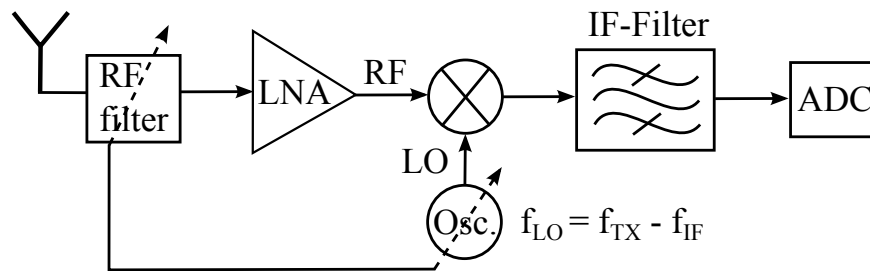 IF-Filter
RF
filter
LNA
RF
ADC
LO
Osc.
f_LO = f_TX - f_IF